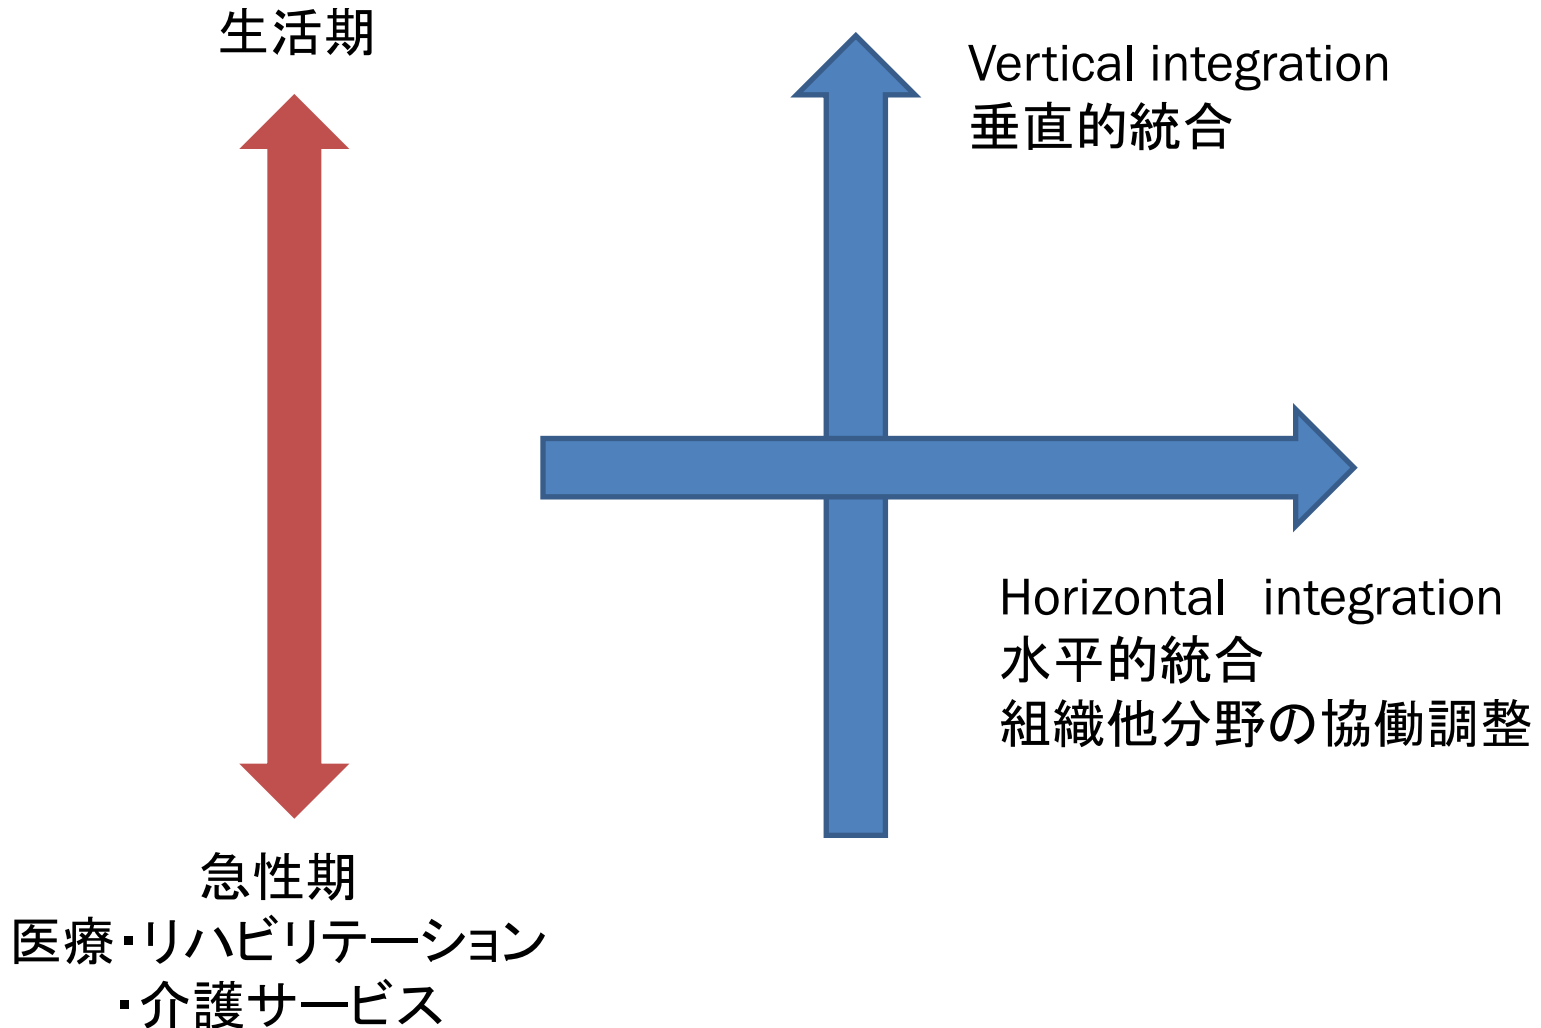 生活期
Vertical integration
垂直的統合
Horizontal integration
水平的統合
組織他分野の協働調整
急性期
医療・リハビリテーション
・介護サービス